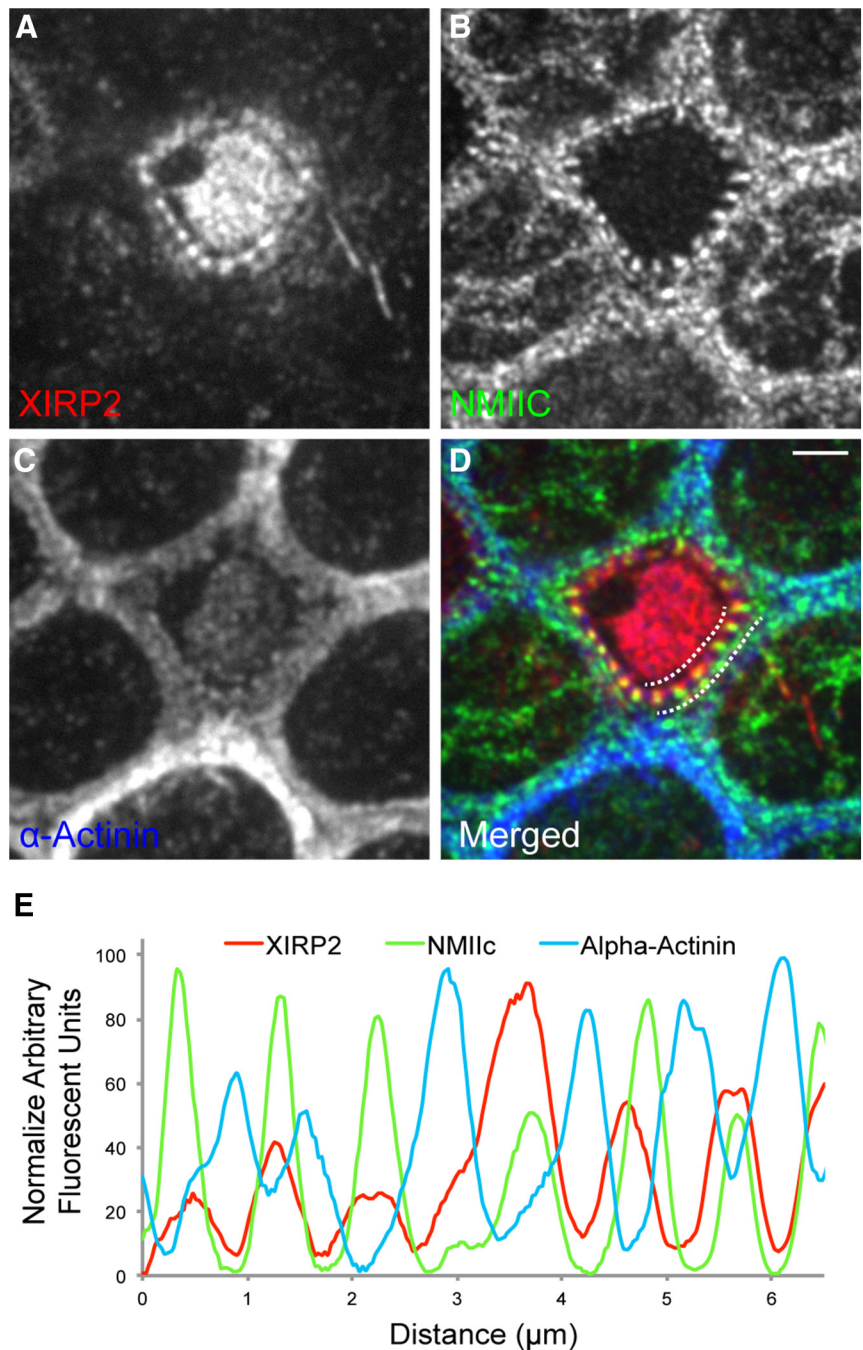 A
B
XIRP2
NMIIC
C
D
α-Actinin
Merged
E
XIRP2
NMIIc
Alpha-Actinin
Normalize Arbitrary
Fluorescent Units
100
80
60
40
20
0
0 1 2 3 4 5 6
Distance (μm)